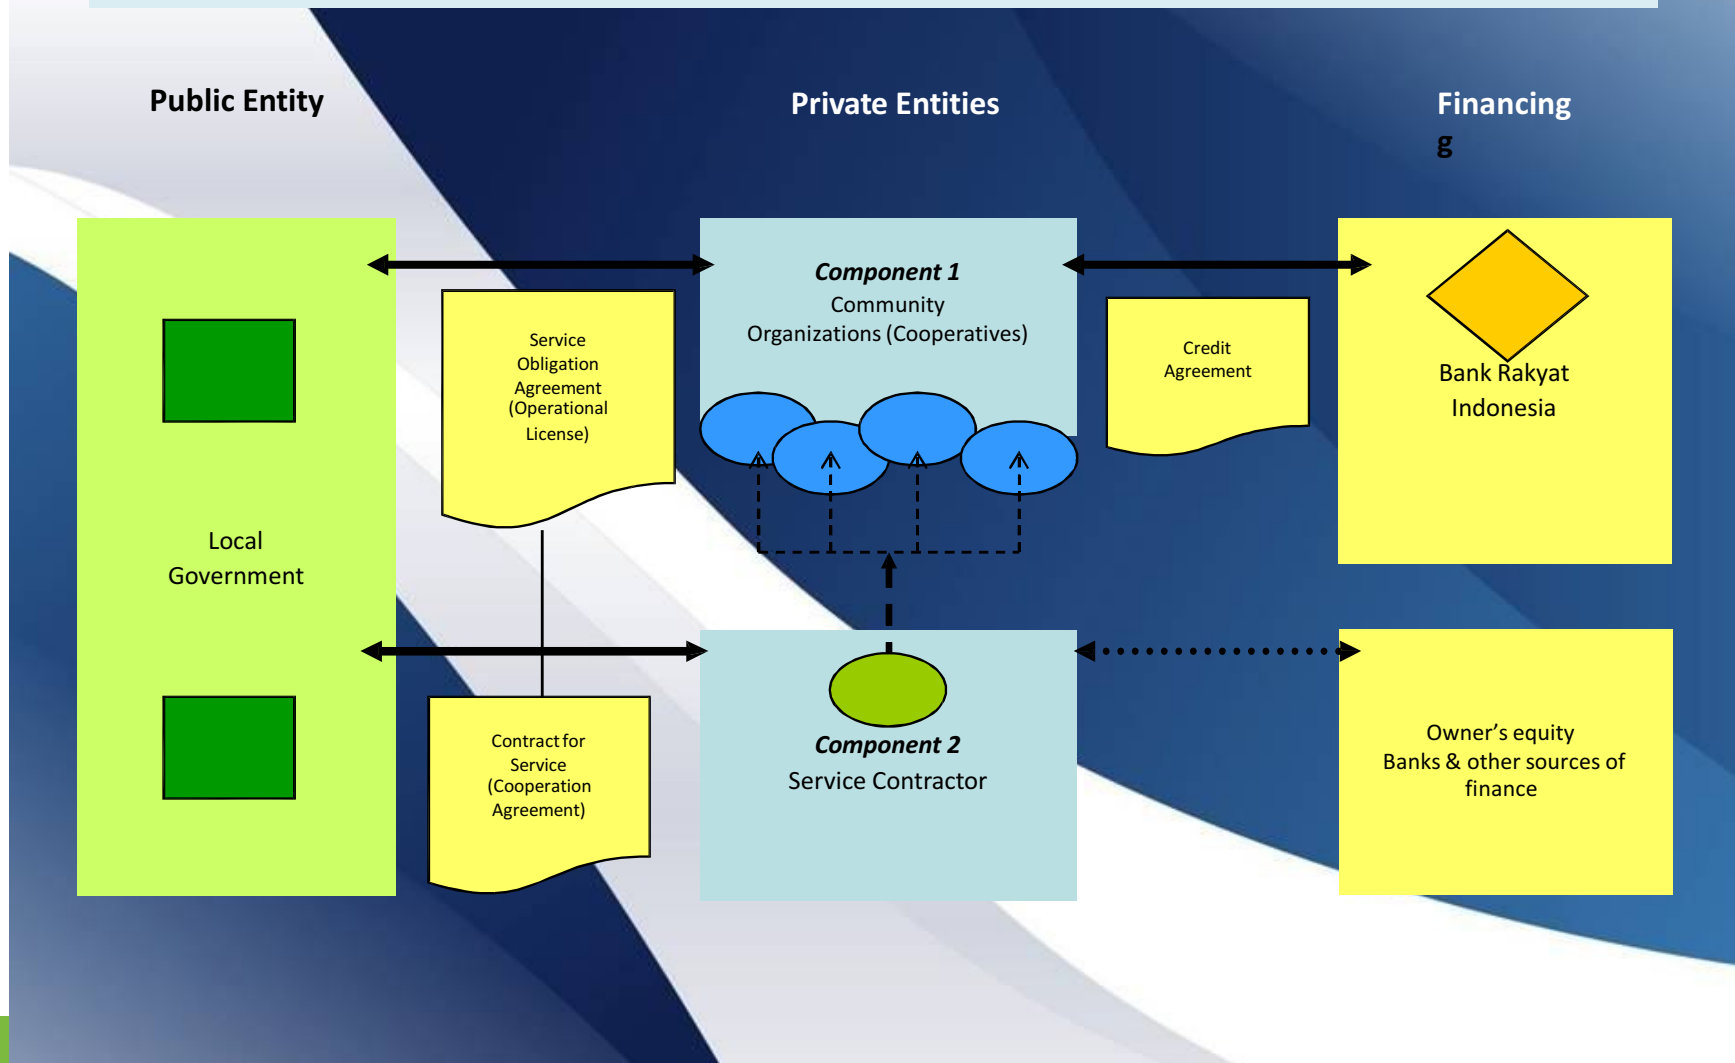 Public Entity
Private Entities
Financing
g
Component 1
Community
Organizations (Cooperatives)
Service
Obligation
Agreement
(Operational
License)
Credit
Agreement
Bank Rakyat
Indonesia
Local
Government
Contract for
Service
(Cooperation
Agreement)
Component 2
Service Contractor
Owner’s equity
Banks & other sources of
finance